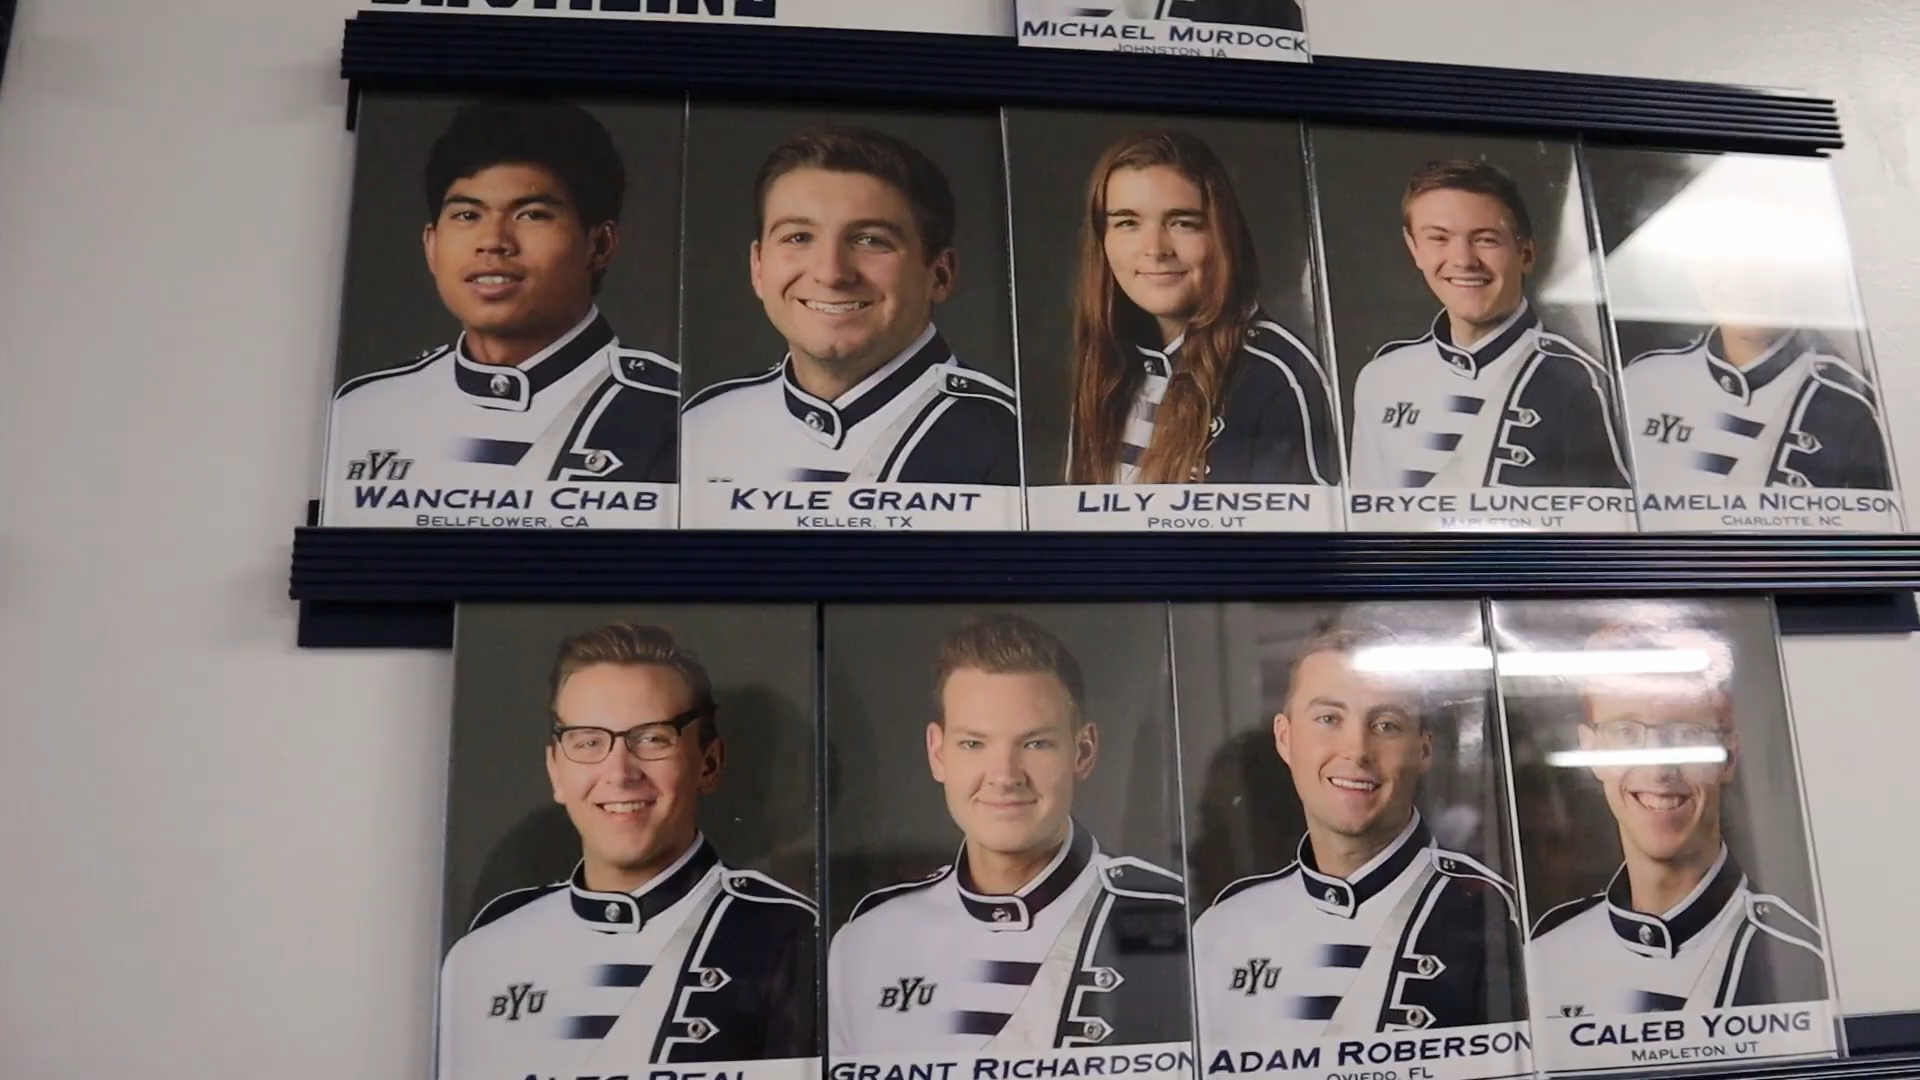 DRUMLINE
MICHAEL MURDOCK
JOHNSTON, IA
BYU
BYU
BYU
WANCHAI CHAB
KYLE GRANT
LILY JENSEN
BRYCE LUNCEFORD
AMELIA NICHOLSON
BELLFLOWER, CA
KELLER, TX
PROVO, UT
MAPLETON, UT
CHARLOTTE, NC
BYU
BYU
BYU
GRANT RICHARDSON
ADAM ROBERSON
CALEB YOUNG
OVIEDO, FL
MAPLETON, UT